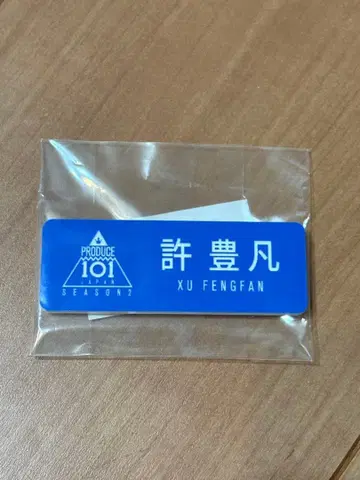 PRODUCE
101
JAPAN
SEASON2
許豊凡
XU FENGFAN